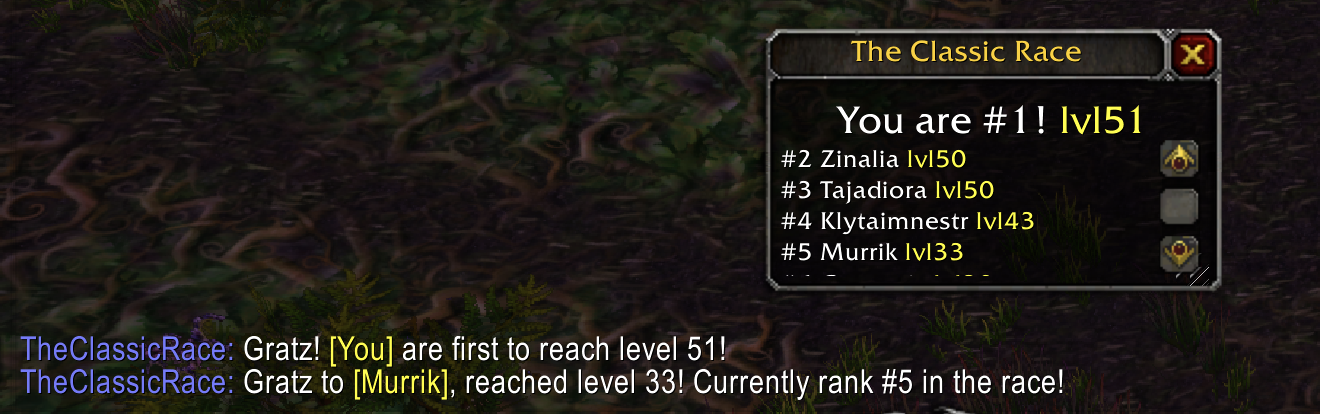 The Classic Race
You are #1! lvl51
#2 Zinalia lvl50
#3 Tajadiora lvl50
#4 Klytaimnestr lvl43
#5 Murrik lvl33
TheClassicRace: Gratz! [You] are first to reach level 51!
TheClassicRace: Gratz to [Murrik], reached level 33! Currently rank #5 in the race!